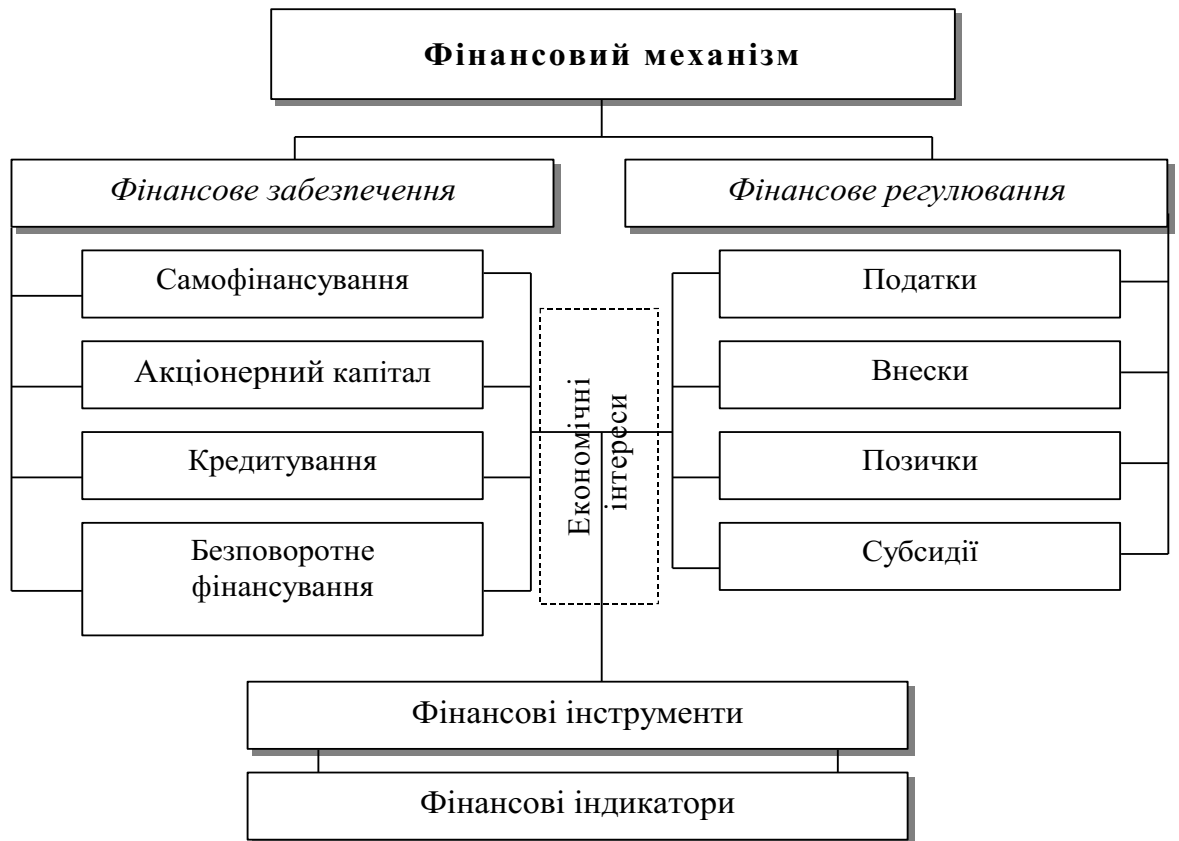 Фінансовий механізм
Фінансове забезпечення
Фінансове регулювання
Самофінансування
Акціонерний капітал
Кредитування
Безповоротне
фінансування
Економічні
інтереси
Податки
Внески
Позички
Субсидії
Фінансові інструменти
Фінансові індикатори